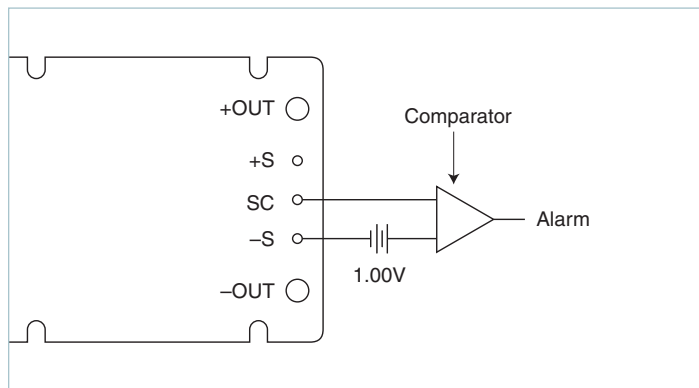 +OUT
Comparator
+S
SC
Alarm
–S
1.00V
–OUT